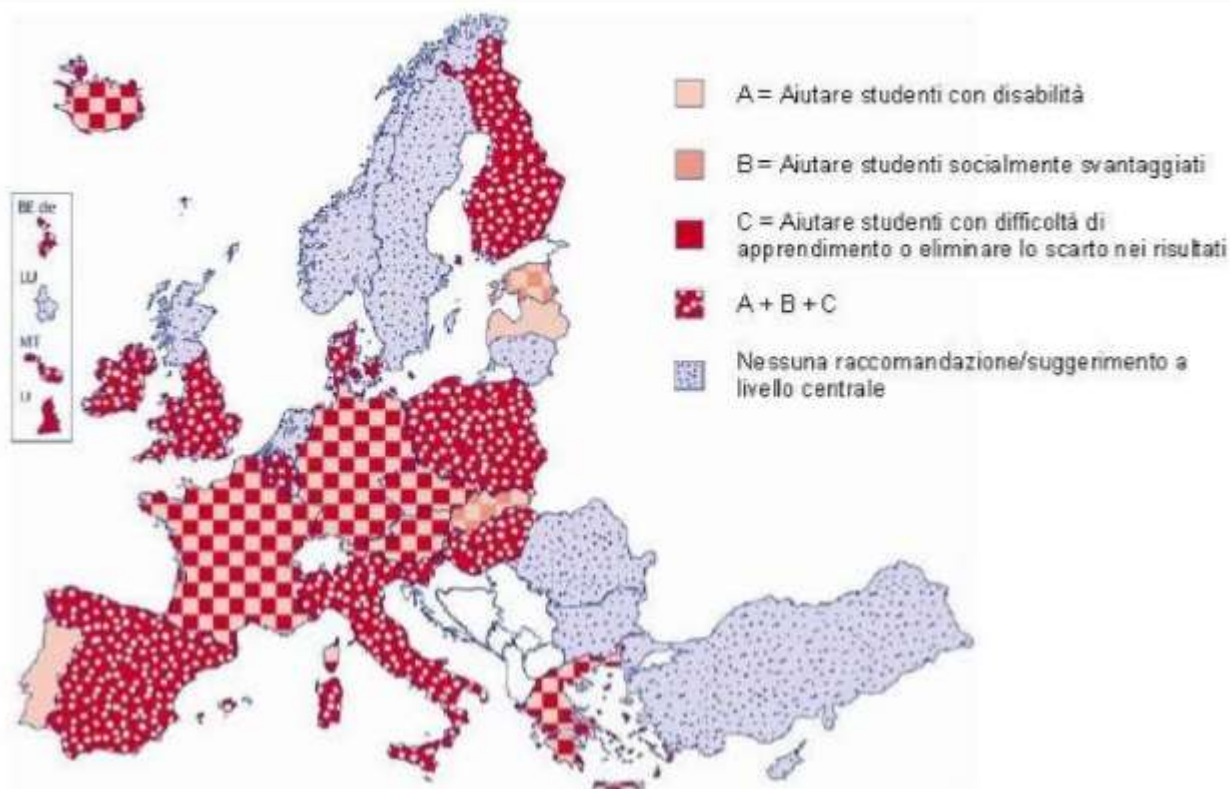 A = Aiutare studenti con disabilità
B = Aiutare studenti socialmente svantaggiati
C = Aiutare studenti con difficoltà di
apprendimento o eliminare lo scarto nei risultati
A + B + C
Nessuna raccomandazione/suggerimento a
livello centrale
BE de
LU
MT
LI